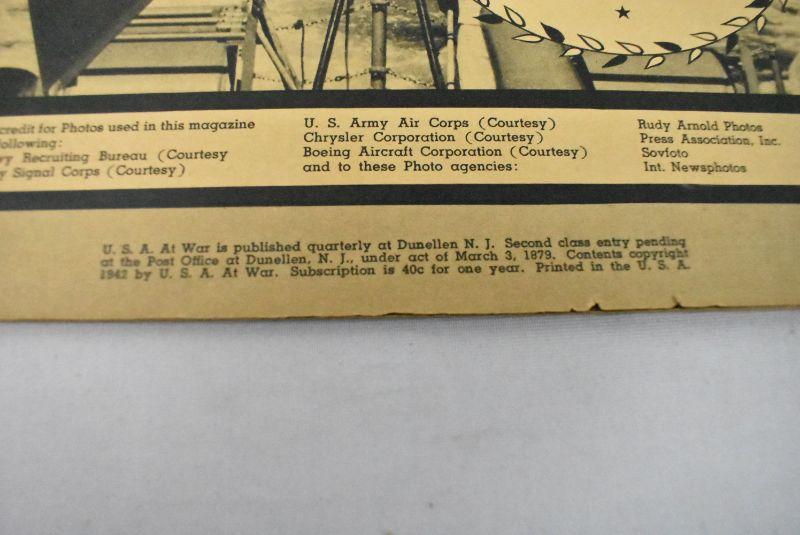 credit for Photos used in this magazine
following:
Recruiting Bureau (Courtesy
Signal Corps (Courtesy)
U. S. Army Air Corps (Courtesy)
Chrysler Corporation (Courtesy)
Boeing Aircraft Corporation (Courtesy)
and to these Photo agencies:
Rudy Arnold Photos
Press Association, Inc.
Sovfoto
Int. Newsphotos
U. S. A. At War is published quarterly at Dunellen N. J. Second class entry pending
at the Post Office at Dunellen, N. J., under act of March 3, 1879. Contents copyright
1942 by U. S. A. At War. Subscription is 40c for one year. Printed in the U. S. A.